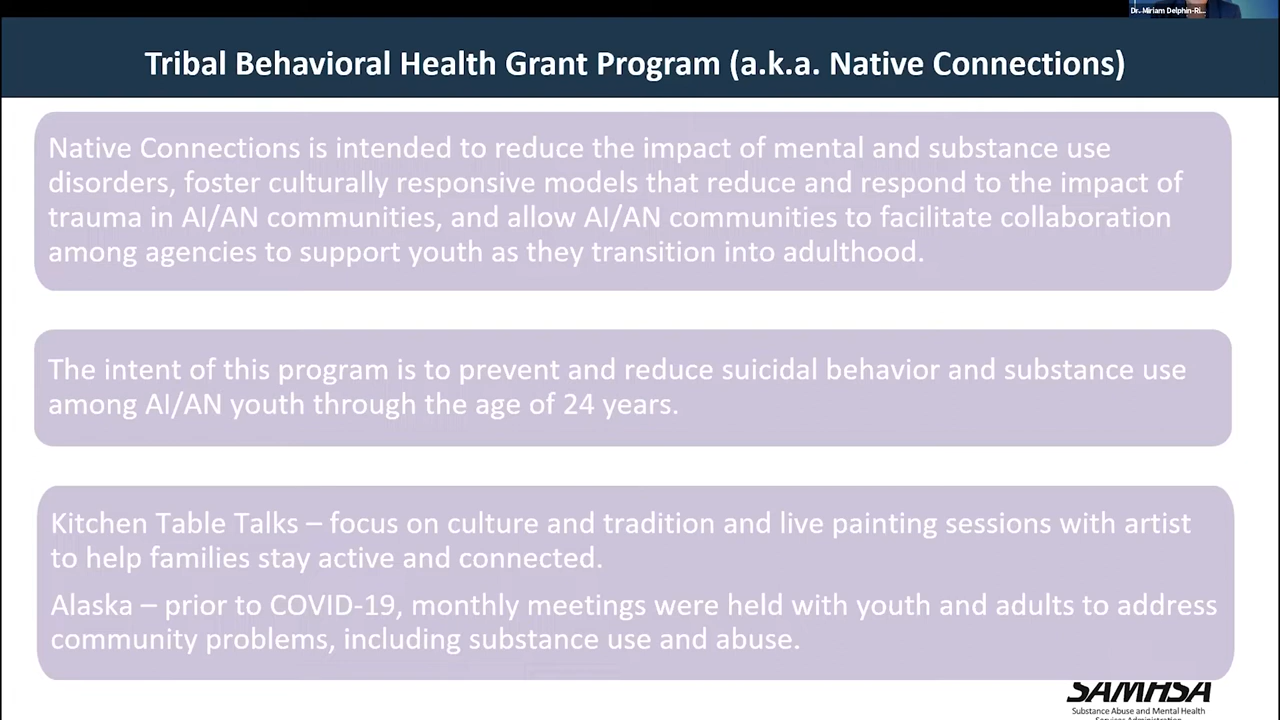 Dr. Miriam Delphin-Ri...
Tribal Behavioral Health Grant Program (a.k.a. Native Connections)
Native Connections is intended to reduce the impact of mental and substance use
disorders, foster culturally responsive models that reduce and respond to the impact of
trauma in AI/AN communities, and allow AI/AN communities to facilitate collaboration
among agencies to support youth as they transition into adulthood.
The intent of this program is to prevent and reduce suicidal behavior and substance use
among AI/AN youth through the age of 24 years.
Kitchen Table Talks – focus on culture and tradition and live painting sessions with artist
to help families stay active and connected.
Alaska – prior to COVID-19, monthly meetings were held with youth and adults to address
community problems, including substance use and abuse.
SAMHSA
Substance Abuse and Mental Health
Services Administration